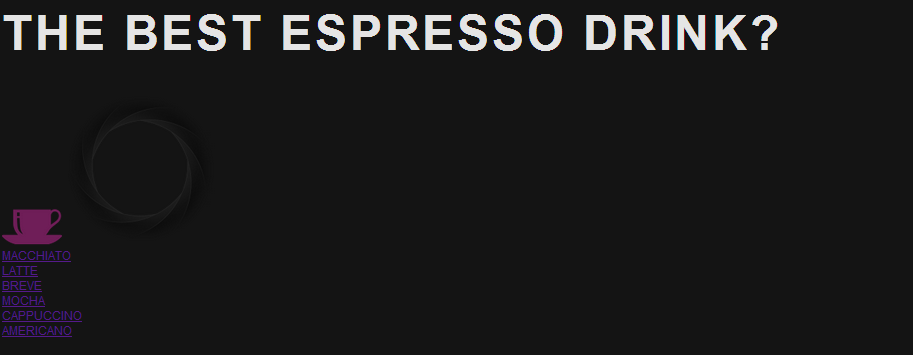 THE BEST ESPRESSO DRINK?
MACCHIATO
LATTE
BREVE
MOCHA
CAPPUCCINO
AMERICANO